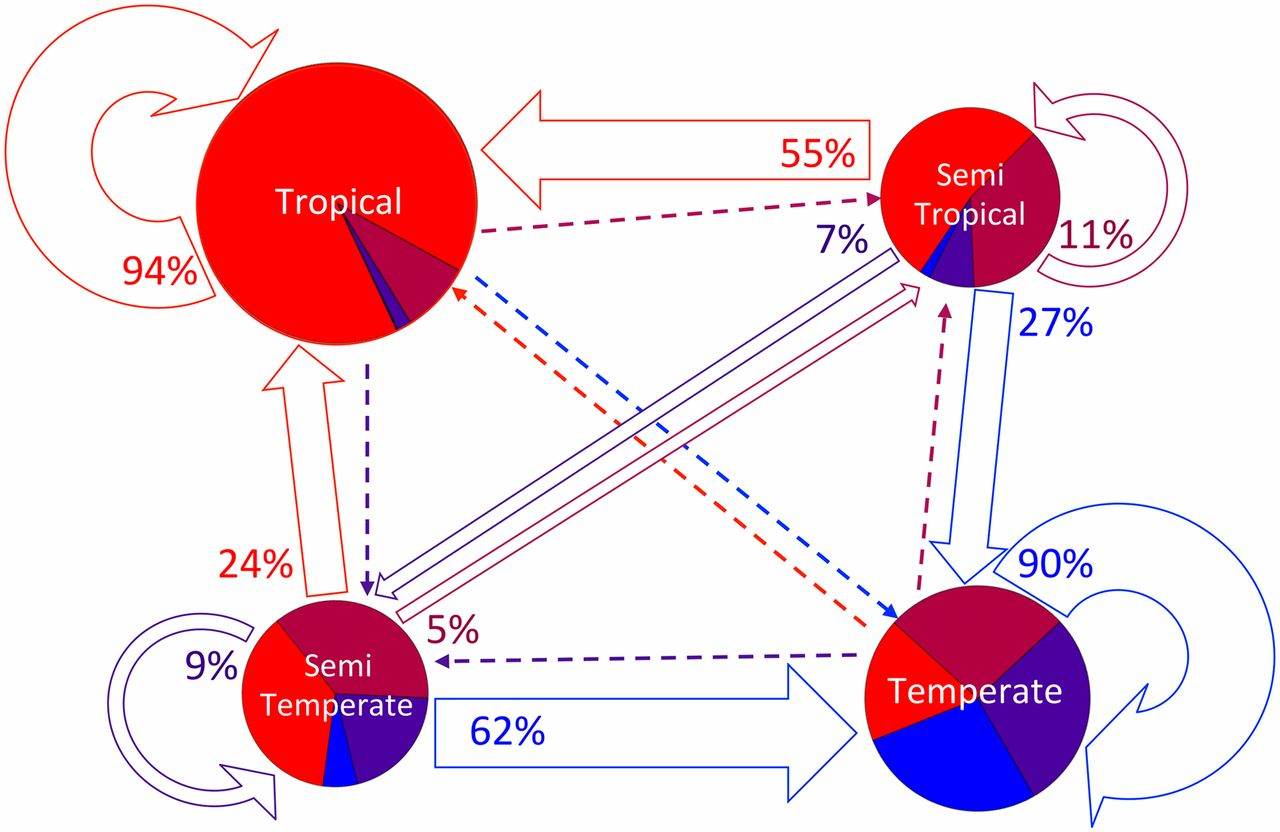 55%
Semi
Tropical
Tropical
7%
11%
94%
27%
24%
90%
5%
9%
Semi
Temperate
Temperate
62%